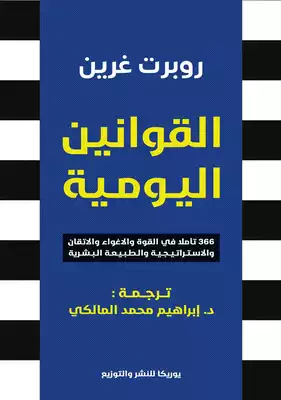 روبرت غرين
القوانين
اليومية
366 تأملا في القوة والاغواء والاتقان
والاستراتيجية والطبيعة البشرية
ترجمة :
د. إبراهيم محمد المالكي
يوريكا للنشر والتوزيع